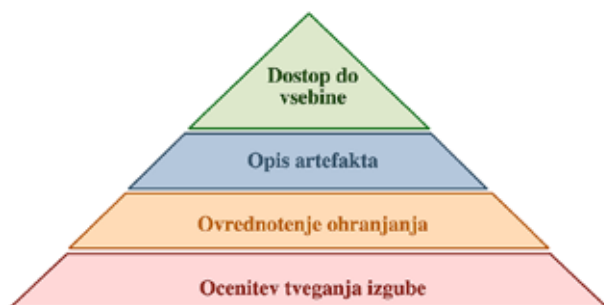 Dostop do
vsebine
Opis artefakta
Ovrednotenje ohranjanja
Ocenitev tveganja izgube